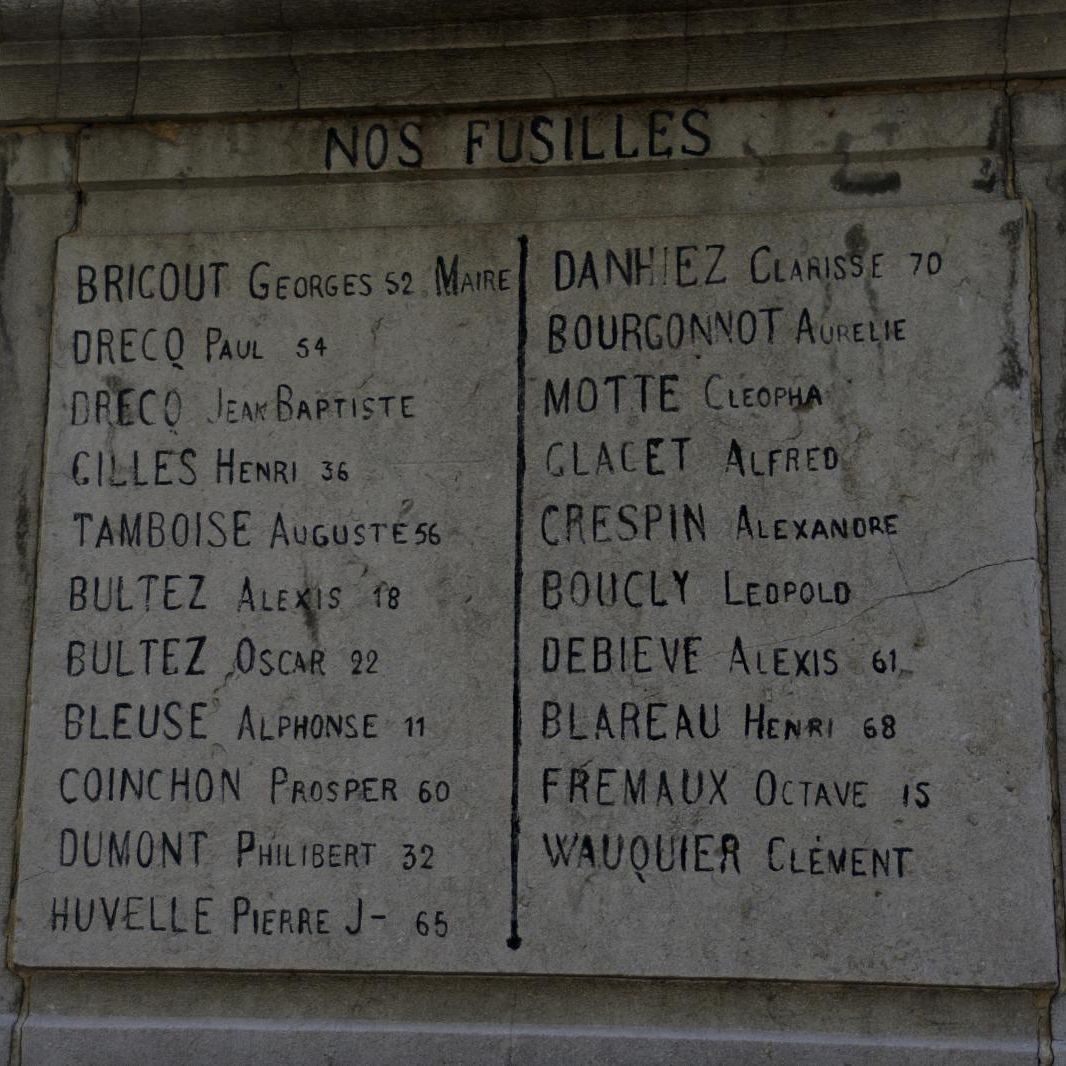 NOS FUSILLES
BRICOUT GEORGES 52 MAIRE
DRECQ PAUL 54
DRECQ JEAN BAPTISTE
GILLES HENRI 36
TAMBOISE AUGUSTE 56
BULTEZ ALEXIS 18
BULTEZ OSCAR 22
BLEUSE ALPHONSE 11
COINCHON PROSPER 60
DUMONT PHILIBERT 32
HUVELLE PIERRE J- 65
DANHIEZ CLARISSE 70
BOURGONNOT AURELIE
MOTTE CLEOPHA
GLACET ALFRED
CRESPIN ALEXANDRE
BOUCLY LEOPOLD
DEBIEVE ALEXIS 61
BLAREAU HENRI 68
FREMAUX OCTAVE 15
WAUQUIER CLÉMENT